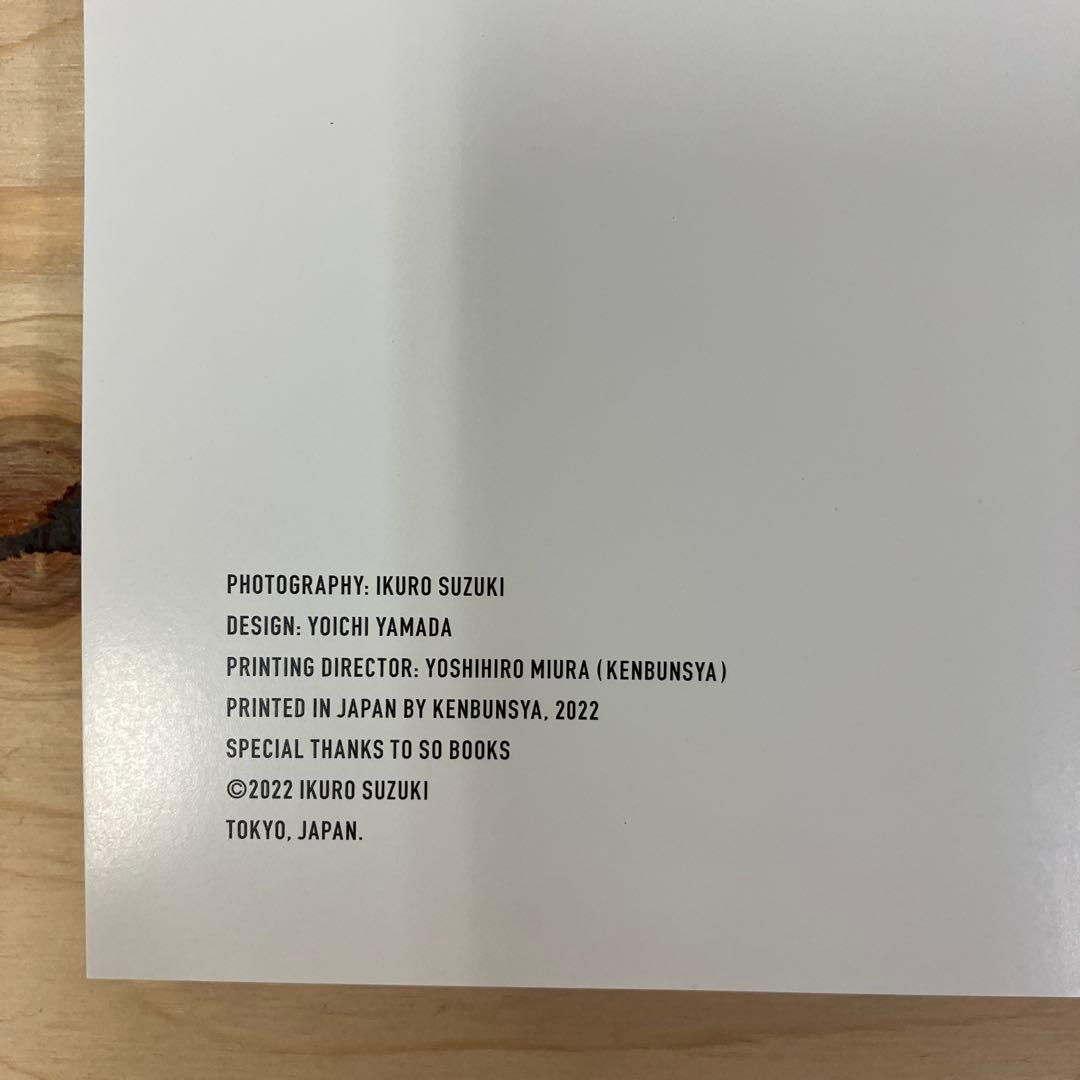 PHOTOGRAPHY: IKURO SUZUKI
DESIGN: YOICHI YAMADA
PRINTING DIRECTOR: YOSHIHIRO MIURA (KENBUNSYA)
PRINTED IN JAPAN BY KENBUNSYA, 2022
SPECIAL THANKS TO SO BOOKS
©2022 IKURO SUZUKI
TOKYO, JAPAN.